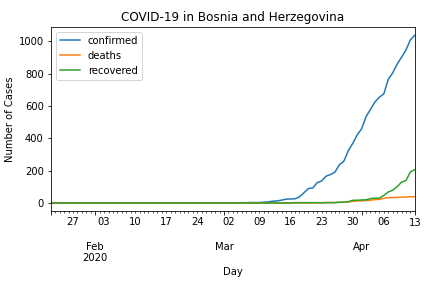 COVID-19 in Bosnia and Herzegovina
confirmed
deaths
recovered
Number of Cases
1000
800
600
400
200
0
27 03 10 17 24 02 09 16 23 30 06 13
Feb Mar Apr
2020
Day